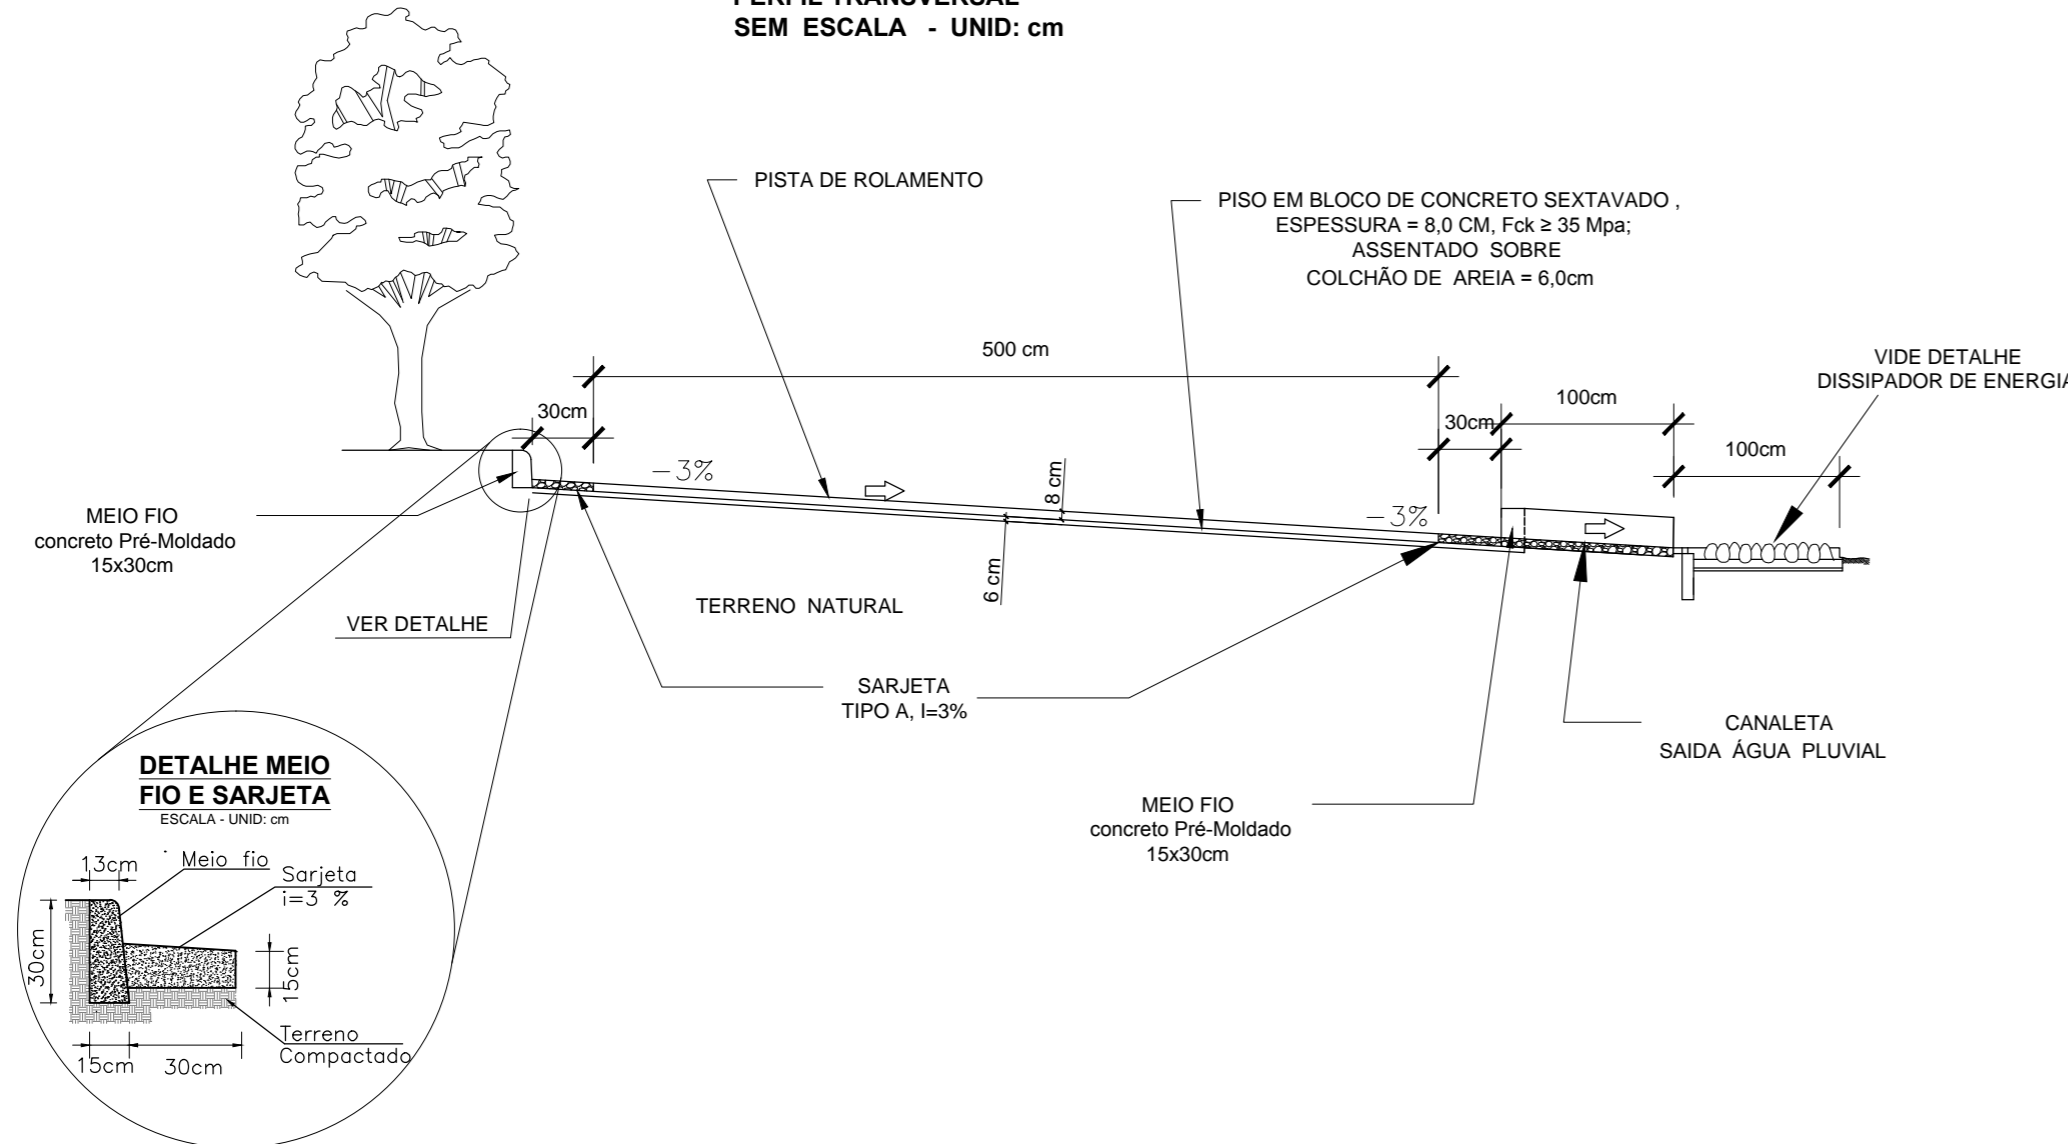 PERFIL TRANSVERSAL
SEM ESCALA - UNID: cm
PISTA DE ROLAMENTO
PISO EM BLOCO DE CONCRETO SEXTAVADO ,
ESPESSURA = 8,0 CM, Fck ≥ 35 Mpa;
ASSENTADO SOBRE
COLCHÃO DE AREIA = 6,0cm
500 cm
VIDE DETALHE
DISSIPADOR DE ENERGIA
30cm
100cm
30cm
100cm
-3%
8 cm
-3%
6 cm
MEIO FIO
concreto Pré-Moldado
15x30cm
VER DETALHE
TERRENO NATURAL
SARJETA
TIPO A, I=3%
CANALETA
SAIDA ÁGUA PLUVIAL
MEIO FIO
concreto Pré-Moldado
15x30cm
DETALHE MEIO
FIO E SARJETA
ESCALA - UNID: cm
13cm
Meio fio
Sarjeta
i=3 %
30cm
15cm
Terreno
Compactado
15cm
30cm